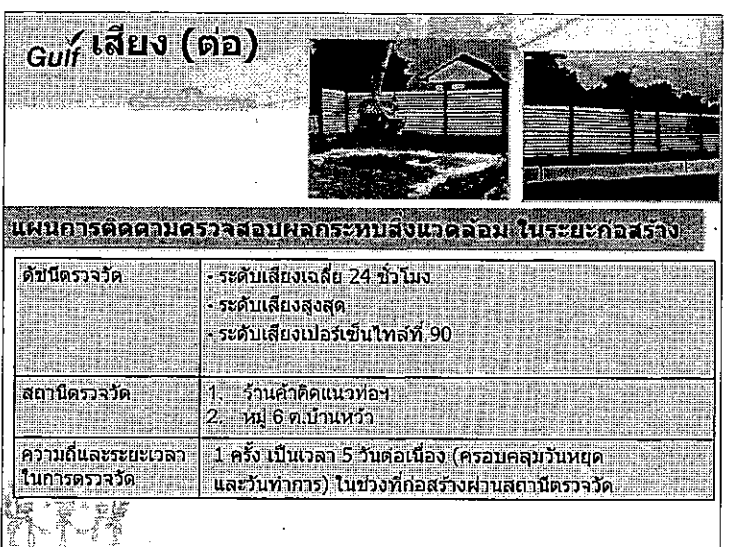 Gulf เสียง (ต่อ)
แผนการติดตามตรวจสอบผลกระทบสิ่งแวดล้อม ในระยะก่อสร้าง
ดัชนีตรวจวัด
- ระดับเสียงเฉลี่ย 24 ชั่วโมง
- ระดับเสียงสูงสุด
- ระดับเสียงเปอร์เซ็นไทล์ที่ 90
สถานีตรวจวัด
1. ร้านค้าติดแนวท่อฯ
2. หมู่ 6 ต.บ้านหว้า
ความถี่และระยะเวลา
ในการตรวจวัด
1 ครั้ง เป็นเวลา 5 วันต่อเนื่อง (ครอบคลุมวันหยุด
และวันทำการ) ในช่วงที่ก่อสร้างผ่านสถานีตรวจวัด